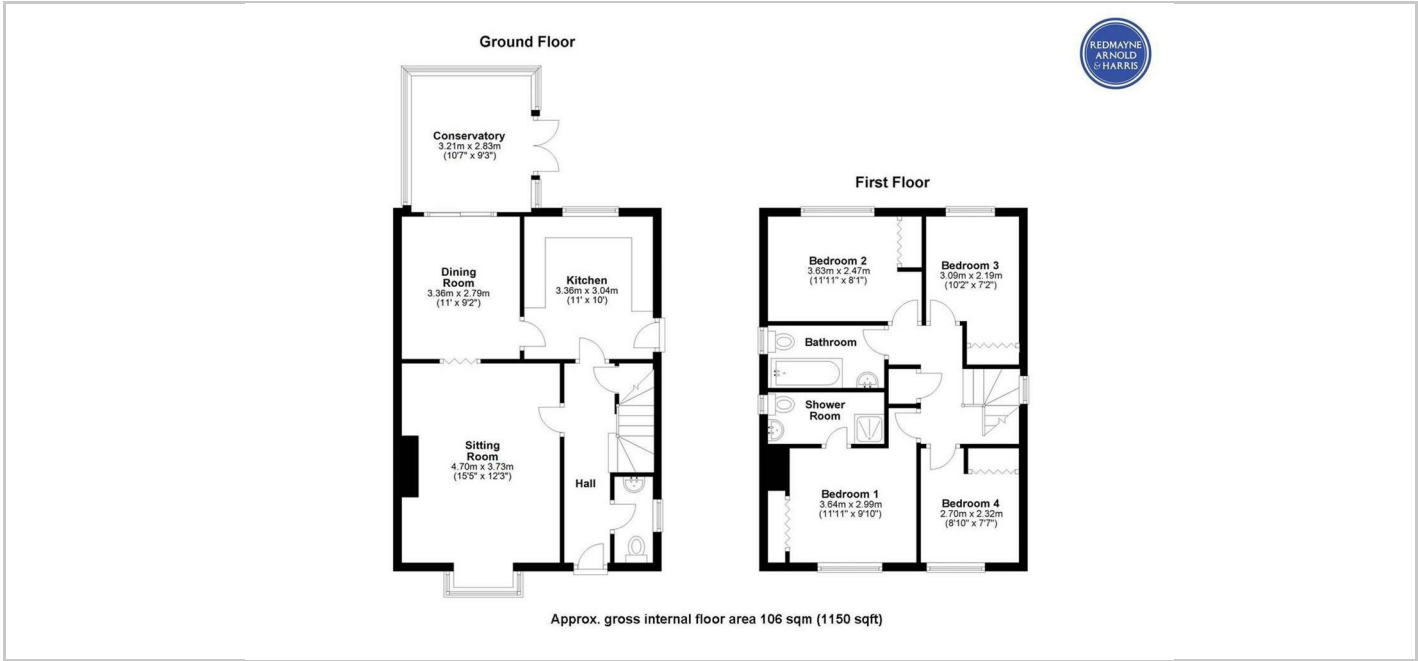 REDMAYNE
ARNOLD
& HARRIS
Ground Floor
Conservatory
3.21m x 2.83m
(10'7" x 9'3")
Dining
Room
3.36m x 2.79m
(11' x 9'2")
Kitchen
3.36m x 3.04m
(11' x 10')
Sitting
Room
4.70m x 3.73m
(15'5" x 12'3")
Hall
First Floor
Bedroom 2
3.63m x 2.47m
(11'11" x 8'1")
Bedroom 3
3.09m x 2.19m
(10'2" x 7'2")
Bathroom
Shower
Room
Bedroom 1
3.64m x 2.99m
(11'11" x 9'10")
Bedroom 4
2.70m x 2.32m
(8'10" x 7'7")
Approx. gross internal floor area 106 sqm (1150 sqft)